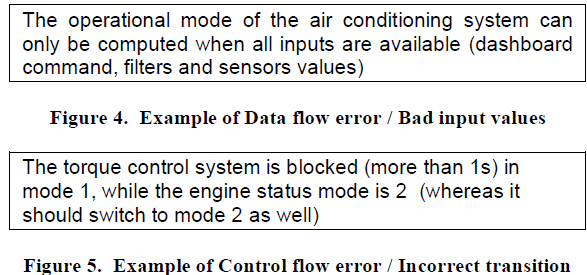 The operational mode of the air conditioning system can
only be computed when all inputs are available (dashboard
command, filters and sensors values)
Figure 4. Example of Data flow error / Bad input values
The torque control system is blocked (more than 1s) in
mode 1, while the engine status mode is 2 (whereas it
should switch to mode 2 as well)
Figure 5. Example of Control flow error / Incorrect transition